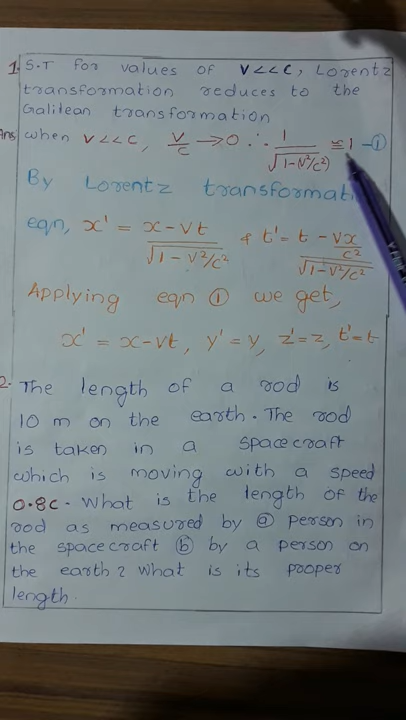 1. S.T for values of V<<C, Lorentz
transformation reduces to the
Galilean transformation
Ans when V<<C, V/C → 0 ∴ 1/√(1-V²/C²) ≅ 1 -①
By Lorentz transformati
eqn, x' = x-Vt/√1-V²/C² & t' = t-Vx/C²/√1-V²/C²
Applying eqn ① we get,
x' = x-Vt, y' = y, z' = z, t' = t
2. The length of a rod is
10 m on the earth. The rod
is taken in a spacecraft
which is moving with a speed
0.8C. What is the length of the
rod as measured by ⓐ person in
the spacecraft ⓑ by a person on
the earth? What is its proper
length.